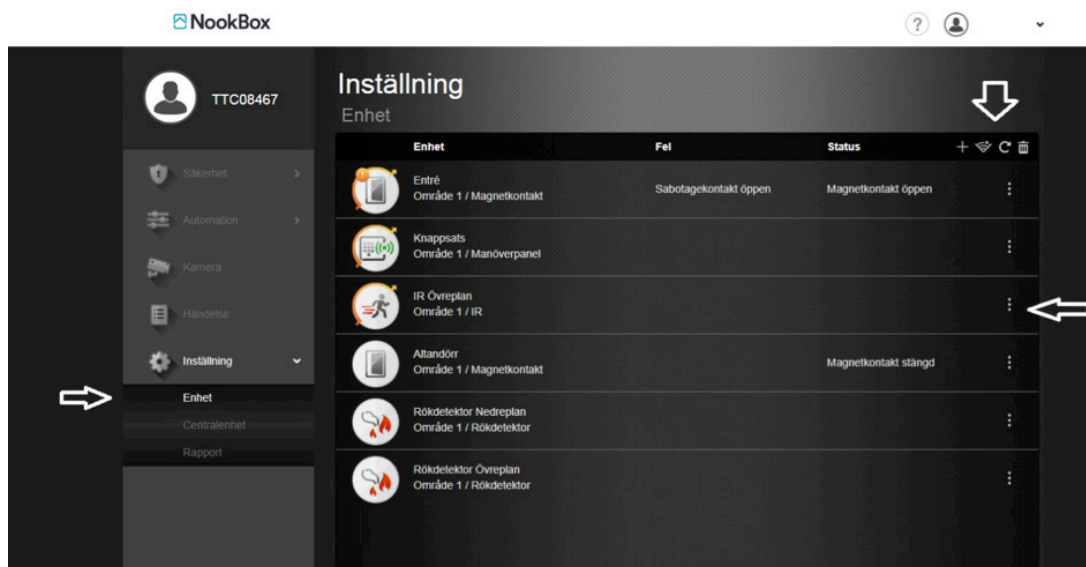 NookBox
?
TTC08467
Inställning
Enhet
Enhet Fel Status
Säkerhet
Automation
Kamera
Händelse
Inställning
Enhet
Centralenhet
Rapport
Entré
Område 1 / Magnetkontakt
Sabotagekontakt öppen
Magnetkontakt öppen
Knappsats
Område 1 / Manöverpanel
IR Övreplan
Område 1 / IR
Altandörr
Område 1 / Magnetkontakt
Magnetkontakt stängd
Rökdetektor Nedreplan
Område 1 / Rökdetektor
Rökdetektor Övreplan
Område 1 / Rökdetektor